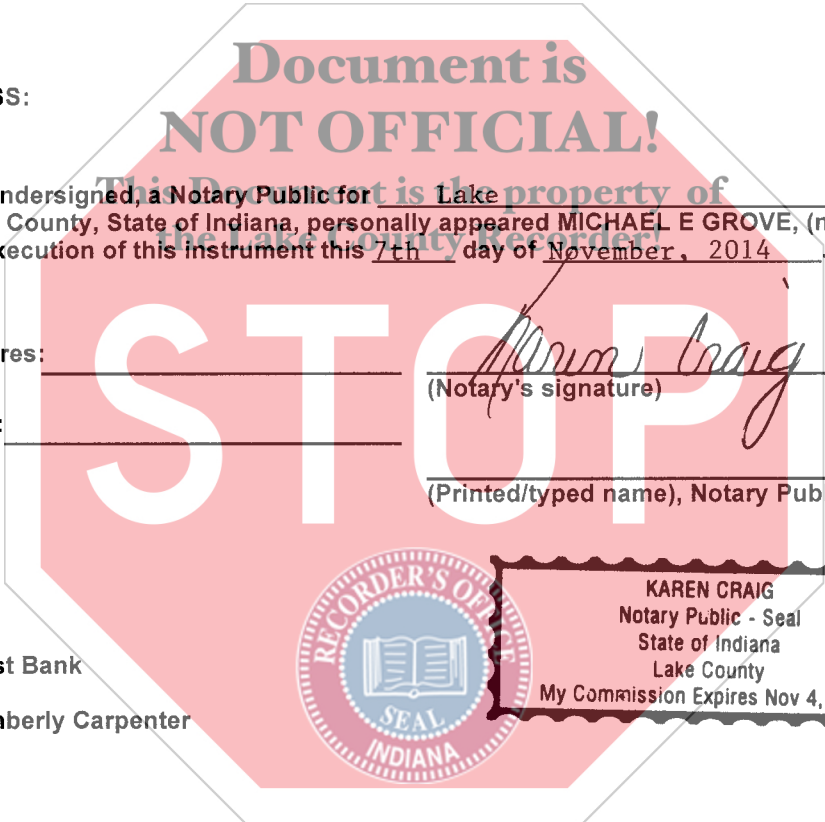 Document is
NOT OFFICIAL!
This Document is the property of
the Lake County Recorder!
SS:
ndersigned, a Notary Public for Lake
County, State of Indiana, personally appeared MICHAEL E GROVE, (n
xecution of this instrument this 7th day of November, 2014
STOP
res:
Karen Craig
(Notary's signature)
:
(Printed/typed name), Notary Pub
RECORDER'S OFFICE
SEAL
INDIANA
KAREN CRAIG
Notary Public - Seal
State of Indiana
Lake County
My Commission Expires Nov 4,
st Bank
mberly Carpenter